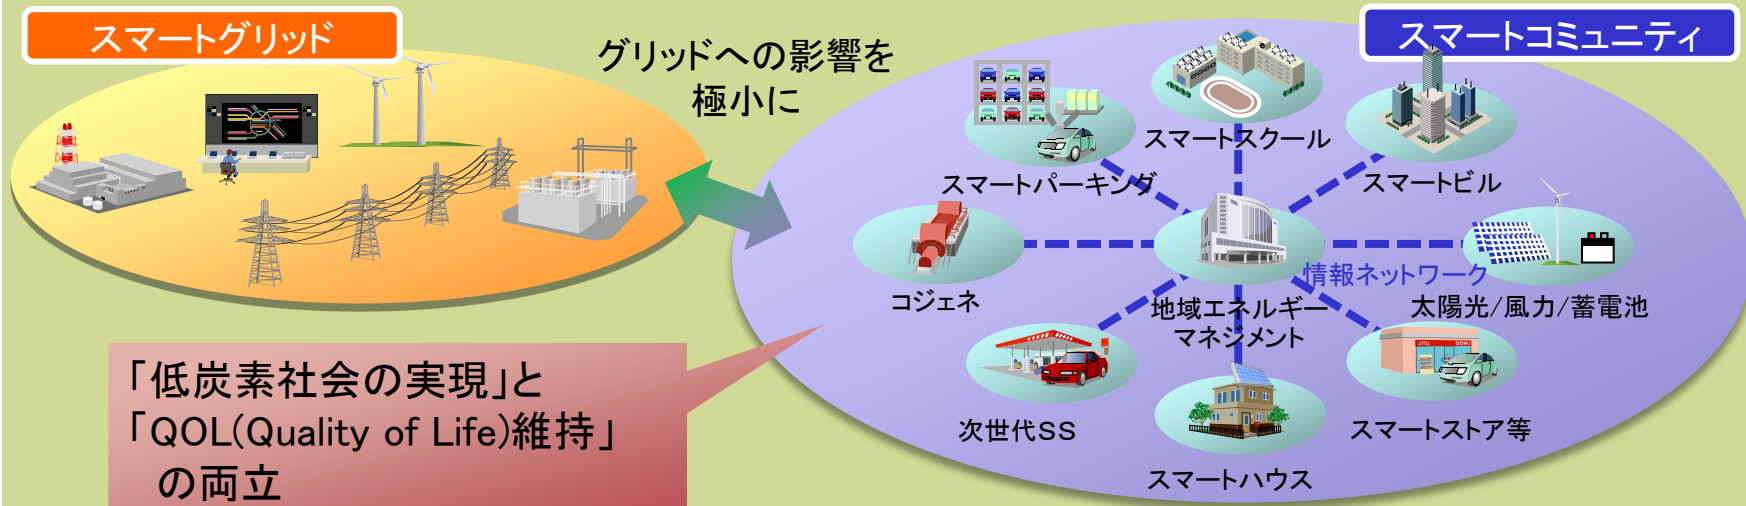 スマートグリッド
グリッドへの影響を
極小に
スマートコミュニティ
スマートスクール
スマートパーキング
スマートビル
コジェネ
情報ネットワーク
地域エネルギー
マネジメント
太陽光/風力/蓄電池
次世代SS
スマートストア等
スマートハウス
「低炭素社会の実現」と
「QOL(Quality of Life)維持」
の両立